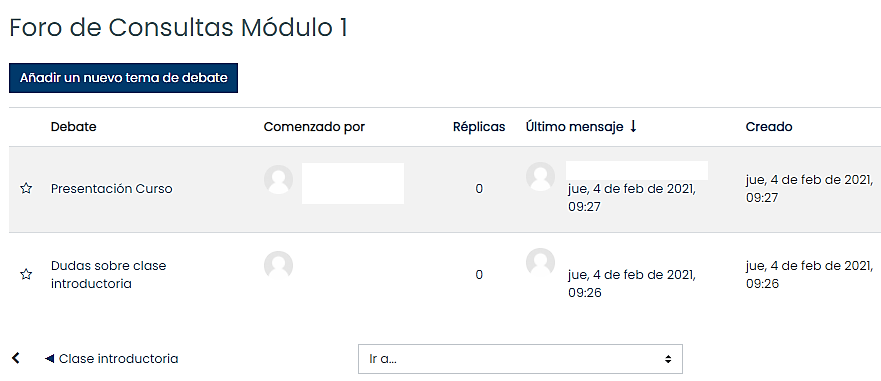 Foro de Consultas Módulo 1
Añadir un nuevo tema de debate
Debate Comenzado por Réplicas Último mensaje ↓ Creado
Presentación Curso 0 jue, 4 de feb de 2021, 09:27 jue, 4 de feb de 2021, 09:27
Dudas sobre clase introductoria 0 jue, 4 de feb de 2021, 09:26 jue, 4 de feb de 2021, 09:26
◄ Clase introductoria Ir a...